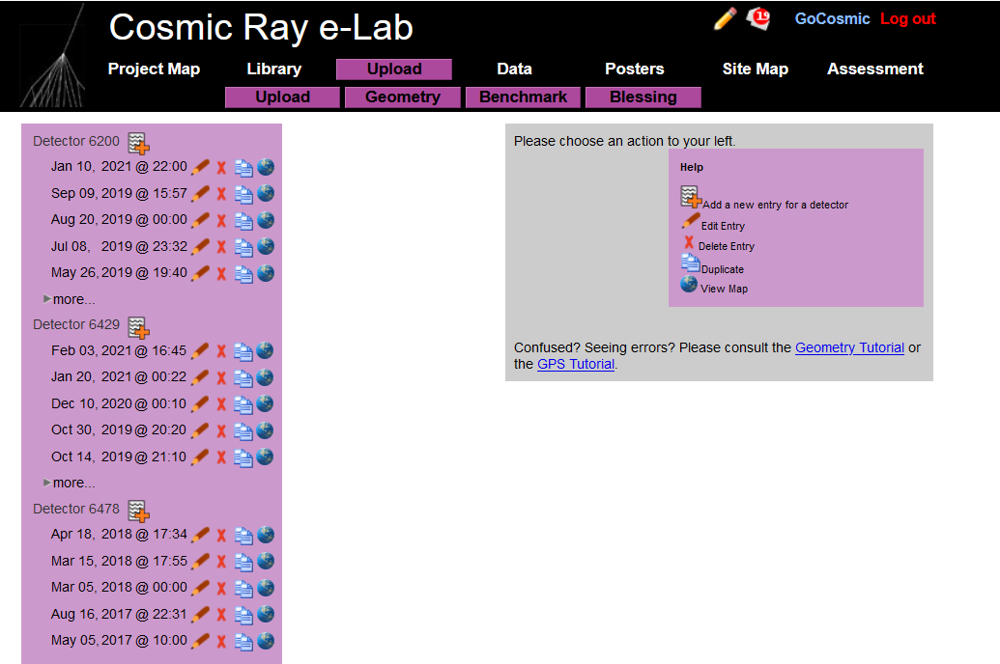 Cosmic Ray e-Lab
19
GoCosmic Log out
Project Map Library Upload Data Posters Site Map Assessment
Upload Geometry Benchmark Blessing
Detector 6200
Jan 10, 2021 @ 22:00 X
Sep 09, 2019 @ 15:57 X
Aug 20, 2019 @ 00:00 X
Jul 08, 2019 @ 23:32 X
May 26, 2019 @ 19:40 X
more...
Detector 6429
Feb 03, 2021 @ 16:45 X
Jan 20, 2021 @ 00:22 X
Dec 10, 2020 @ 00:10 X
Oct 30, 2019 @ 20:20 X
Oct 14, 2019 @ 21:10 X
more...
Detector 6478
Apr 18, 2018 @ 17:34 X
Mar 15, 2018 @ 17:55 X
Mar 05, 2018 @ 00:00 X
Aug 16, 2017 @ 22:31 X
May 05, 2017 @ 10:00 X
Please choose an action to your left.
Help
Add a new entry for a detector
Edit Entry
X Delete Entry
Duplicate
View Map
Confused? Seeing errors? Please consult the Geometry Tutorial or
the GPS Tutorial.